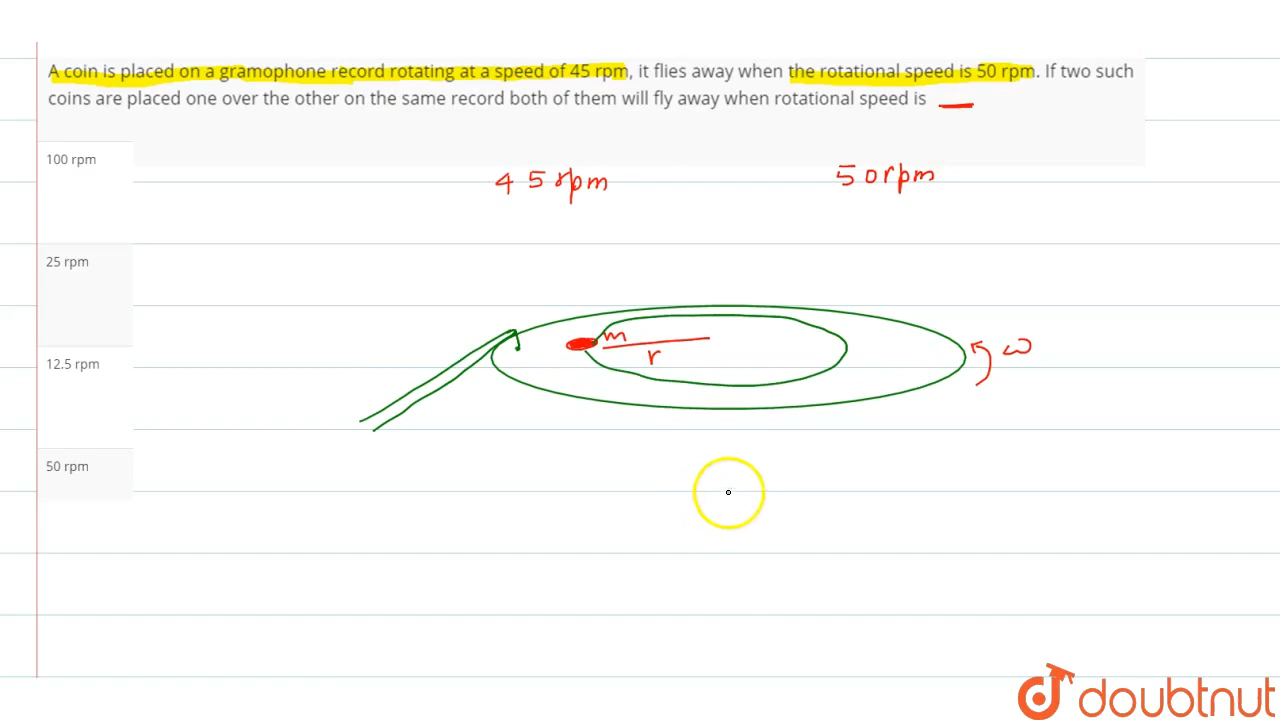 A coin is placed on a gramophone record rotating at a speed of 45 rpm, it flies away when the rotational speed is 50 rpm. If two such
coins are placed one over the other on the same record both of them will fly away when rotational speed is
100 rpm
45 rpm
50rpm
25 rpm
m
r
ω
12.5 rpm
50 rpm
doubtnut